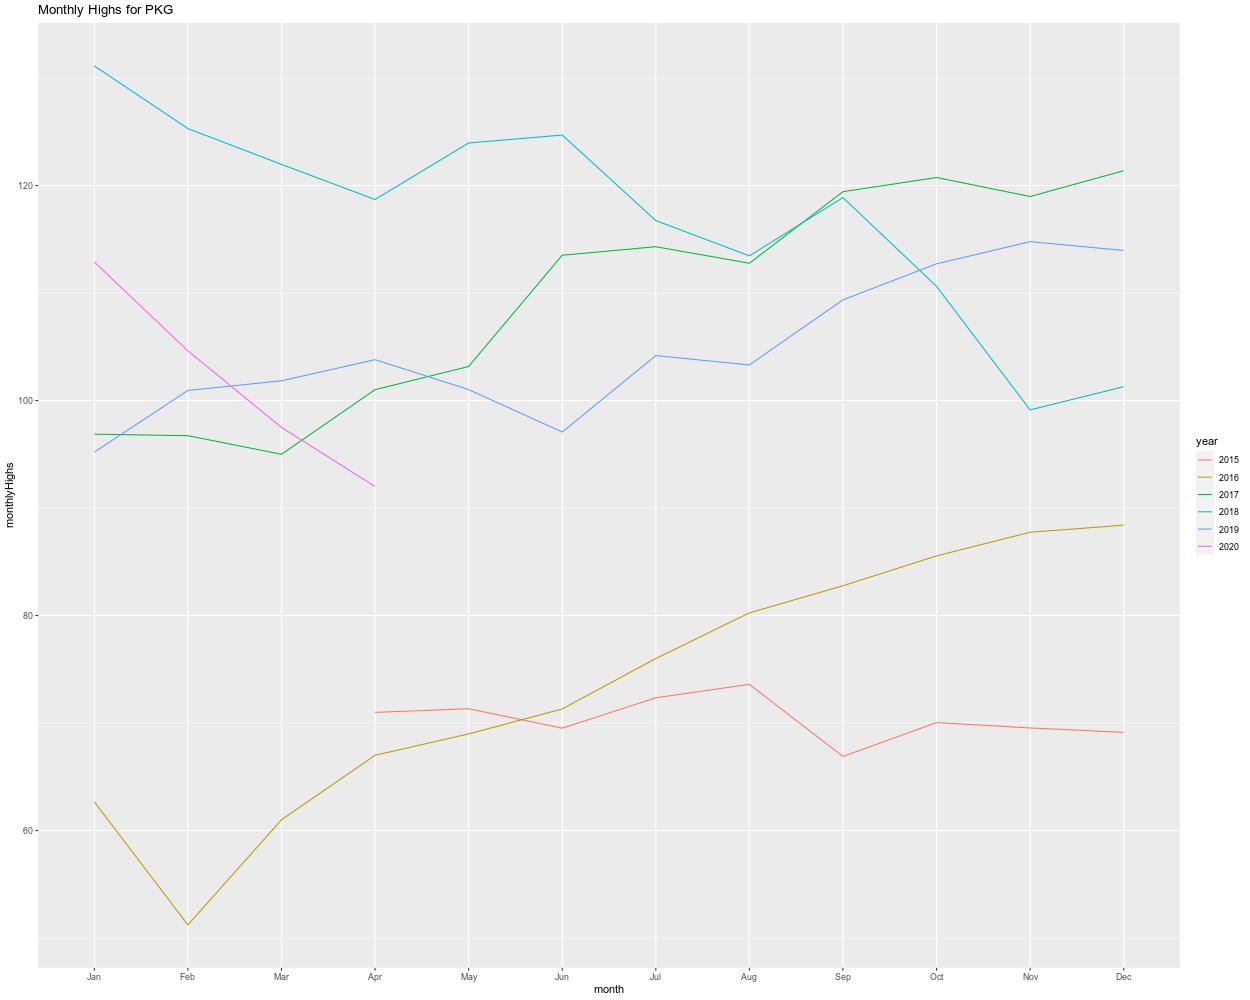 Monthly Highs for PKG
120
100
80
60
monthlyHighs
Jan Feb Mar Apr May Jun Jul Aug Sep Oct Nov Dec
month
year
2015
2016
2017
2018
2019
2020